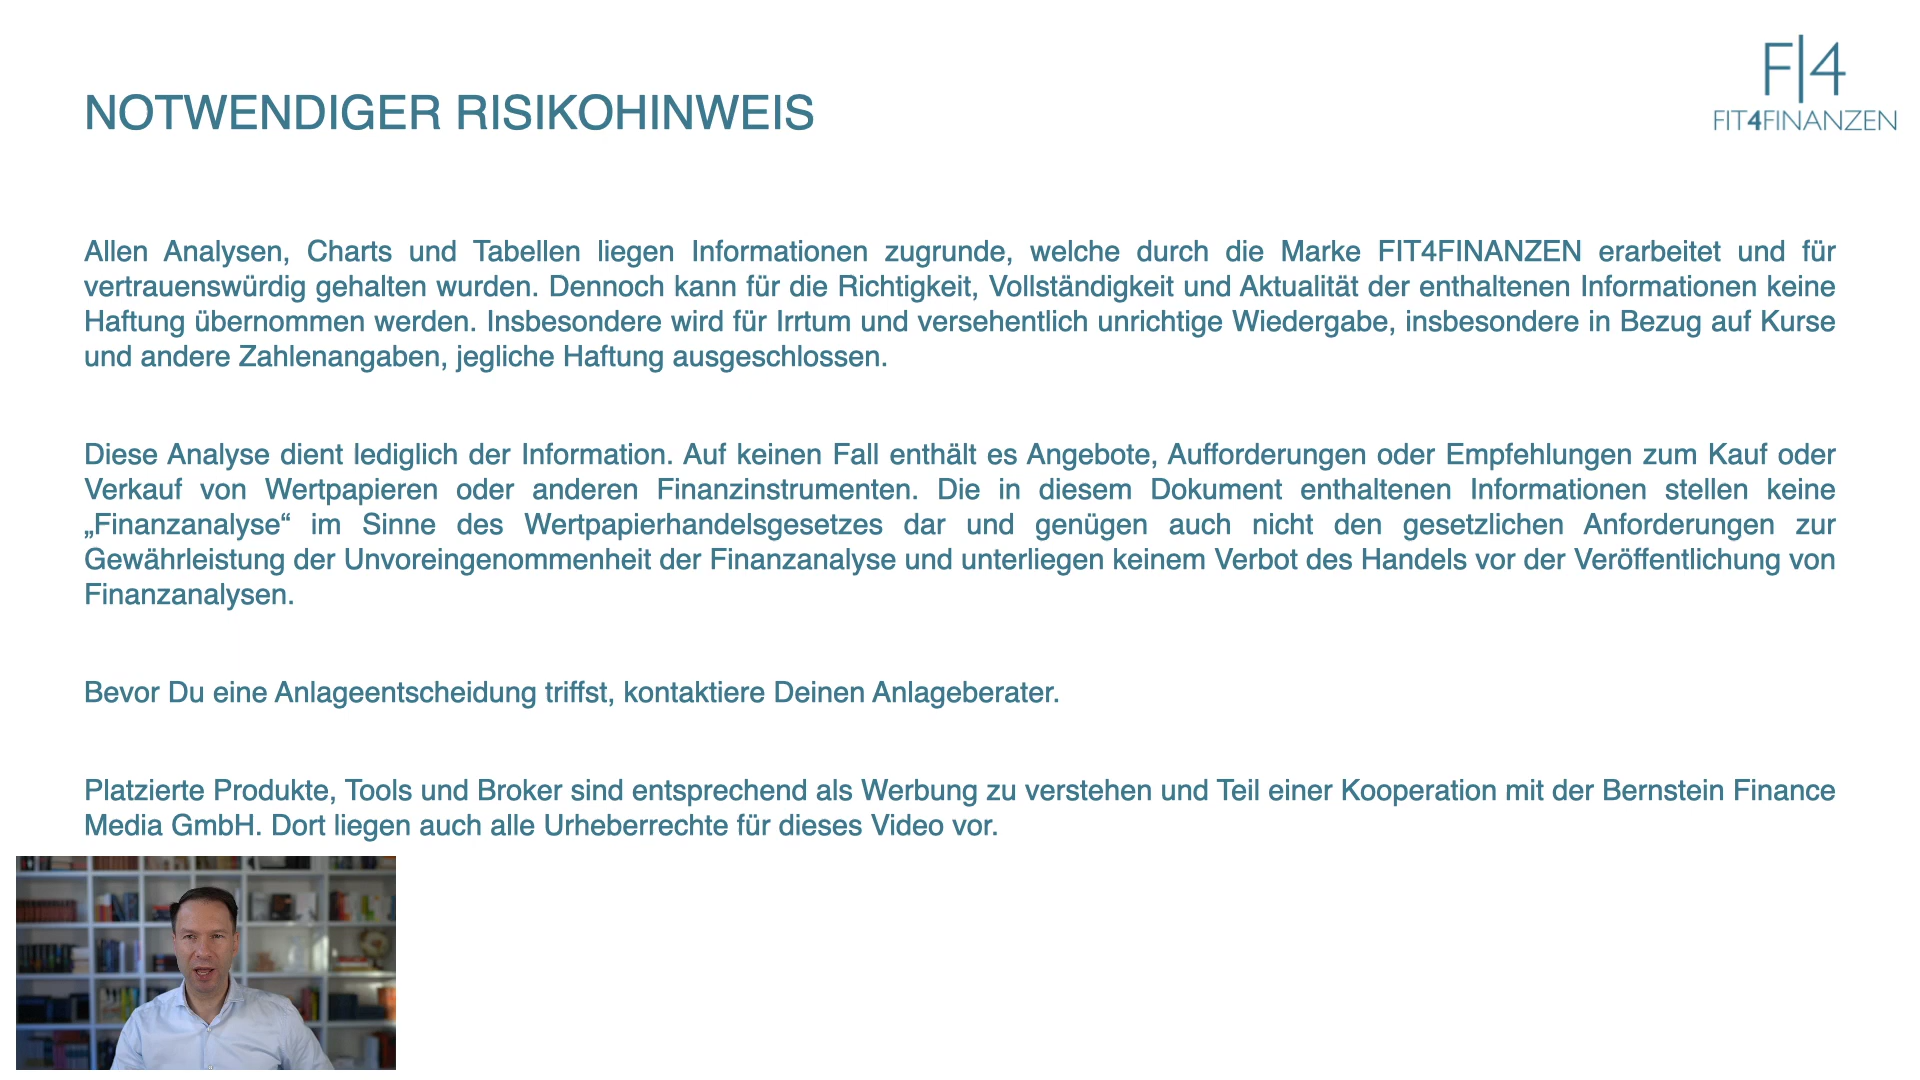 NOTWENDIGER RISIKOHINWEIS
F|4
FIT4FINANZEN
Allen Analysen, Charts und Tabellen liegen Informationen zugrunde, welche durch die Marke FIT4FINANZEN erarbeitet und für
vertrauenswürdig gehalten wurden. Dennoch kann für die Richtigkeit, Vollständigkeit und Aktualität der enthaltenen Informationen keine
Haftung übernommen werden. Insbesondere wird für Irrtum und versehentlich unrichtige Wiedergabe, insbesondere in Bezug auf Kurse
und andere Zahlenangaben, jegliche Haftung ausgeschlossen.
Diese Analyse dient lediglich der Information. Auf keinen Fall enthält es Angebote, Aufforderungen oder Empfehlungen zum Kauf oder
Verkauf von Wertpapieren oder anderen Finanzinstrumenten. Die in diesem Dokument enthaltenen Informationen stellen keine
„Finanzanalyse“ im Sinne des Wertpapierhandelsgesetzes dar und genügen auch nicht den gesetzlichen Anforderungen zur
Gewährleistung der Unvoreingenommenheit der Finanzanalyse und unterliegen keinem Verbot des Handels vor der Veröffentlichung von
Finanzanalysen.
Bevor Du eine Anlageentscheidung triffst, kontaktiere Deinen Anlageberater.
Platzierte Produkte, Tools und Broker sind entsprechend als Werbung zu verstehen und Teil einer Kooperation mit der Bernstein Finance
Media GmbH. Dort liegen auch alle Urheberrechte für dieses Video vor.